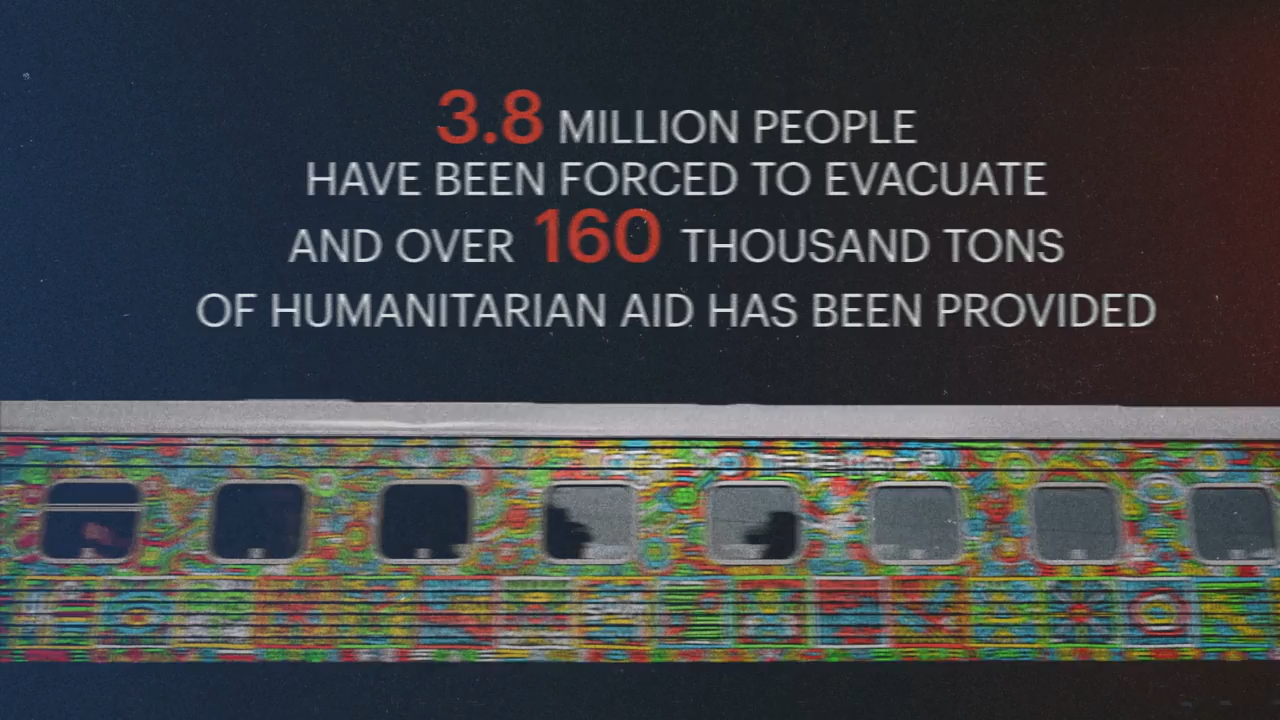 3.8 MILLION PEOPLE
HAVE BEEN FORCED TO EVACUATE
AND OVER 160 THOUSAND TONS
OF HUMANITARIAN AID HAS BEEN PROVIDED